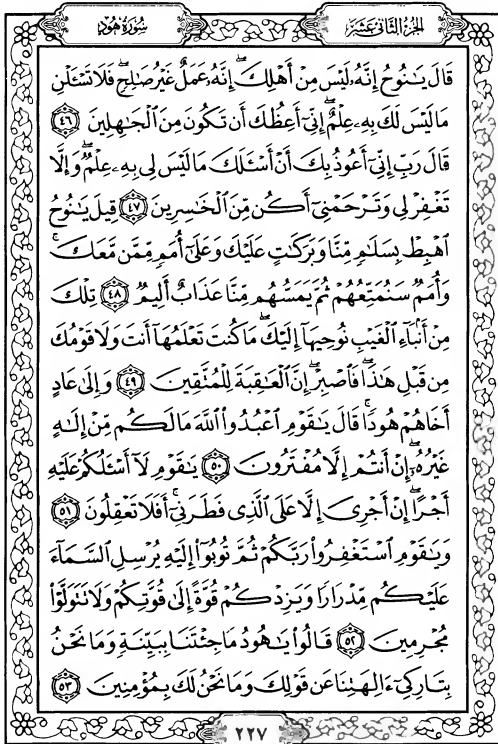 الجزء الثاني عشر
سورة هود
قَالَ يَٰنُوحُ إِنَّهُۥ لَيۡسَ مِنۡ أَهۡلِكَۖ إِنَّهُۥ عَمَلٌ غَيۡرُ صَٰلِحٖۖ فَلَا تَسۡـَٔلۡنِ
مَا لَيۡسَ لَكَ بِهِۦ عِلۡمٌۖ إِنِّيٓ أَعِظُكَ أَن تَكُونَ مِنَ ٱلۡجَٰهِلِينَ ٤٦
قَالَ رَبِّ إِنِّيٓ أَعُوذُ بِكَ أَنۡ أَسۡـَٔلَكَ مَا لَيۡسَ لِي بِهِۦ عِلۡمٞۖ وَإِلَّا
تَغۡفِرۡ لِي وَتَرۡحَمۡنِيٓ أَكُن مِّنَ ٱلۡخَٰسِرِينَ ٤٧ قِيلَ يَٰنُوحُ
ٱهۡبِطۡ بِسَلَٰمٖ مِّنَّا وَبَرَكَٰتٍ عَلَيۡكَ وَعَلَىٰٓ أُمَمٖ مِّمَّن مَّعَكَۚ
وَأُمَمٞ سَنُمَتِّعُهُمۡ ثُمَّ يَمَسُّهُم مِّنَّا عَذَابٌ أَلِيمٞ ٤٨ تِلۡكَ
مِنۡ أَنۢبَآءِ ٱلۡغَيۡبِ نُوحِيهَآ إِلَيۡكَۖ مَا كُنتَ تَعۡلَمُهَآ أَنتَ وَلَا قَوۡمُكَ
مِن قَبۡلِ هَٰذَاۖ فَٱصۡبِرۡۖ إِنَّ ٱلۡعَٰقِبَةَ لِلۡمُتَّقِينَ ٤٩ وَإِلَىٰ عَادٍ
أَخَاهُمۡ هُودٗاۚ قَالَ يَٰقَوۡمِ ٱعۡبُدُواْ ٱللَّهَ مَا لَكُم مِّنۡ إِلَٰهٍ
غَيۡرُهُۥٓۖ إِنۡ أَنتُمۡ إِلَّا مُفۡتَرُونَ ٥٠ يَٰقَوۡمِ لَآ أَسۡـَٔلُكُمۡ عَلَيۡهِ
أَجۡرًاۖ إِنۡ أَجۡرِيَ إِلَّا عَلَى ٱلَّذِي فَطَرَنِيٓۚ أَفَلَا تَعۡقِلُونَ ٥١
وَيَٰقَوۡمِ ٱسۡتَغۡفِرُواْ رَبَّكُمۡ ثُمَّ تُوبُوٓاْ إِلَيۡهِ يُرۡسِلِ ٱلسَّمَآءَ
عَلَيۡكُم مِّدۡرَارٗا وَيَزِدۡكُمۡ قُوَّةً إِلَىٰ قُوَّتِكُمۡ وَلَا تَتَوَلَّوۡاْ
مُجۡرِمِينَ ٥٢ قَالُواْ يَٰهُودُ مَا جِئۡتَنَا بِبَيِّنَةٖ وَمَا نَحۡنُ
بِتَارِكِيٓ ءَالِهَتِنَا عَن قَوۡلِكَ وَمَا نَحۡنُ لَكَ بِمُؤۡمِنِينَ ٥٣
٢٢٧